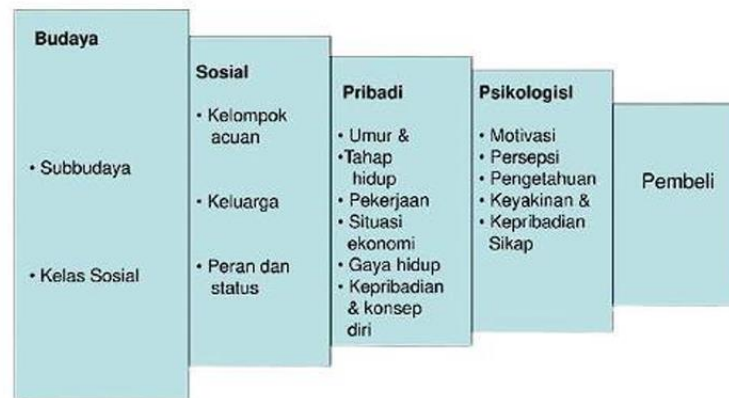 Budaya
• Subbudaya
• Kelas Sosial
Sosial
• Kelompok
acuan
• Keluarga
• Peran dan
status
Pribadi
• Umur &
•Tahap
hidup
• Pekerjaan
• Situasi
ekonomi
• Gaya hidup
• Kepribadian
& konsep
diri
Psikologisl
• Motivasi
• Persepsi
• Pengetahuan
• Keyakinan &
• Kepribadian
Sikap
Pembeli